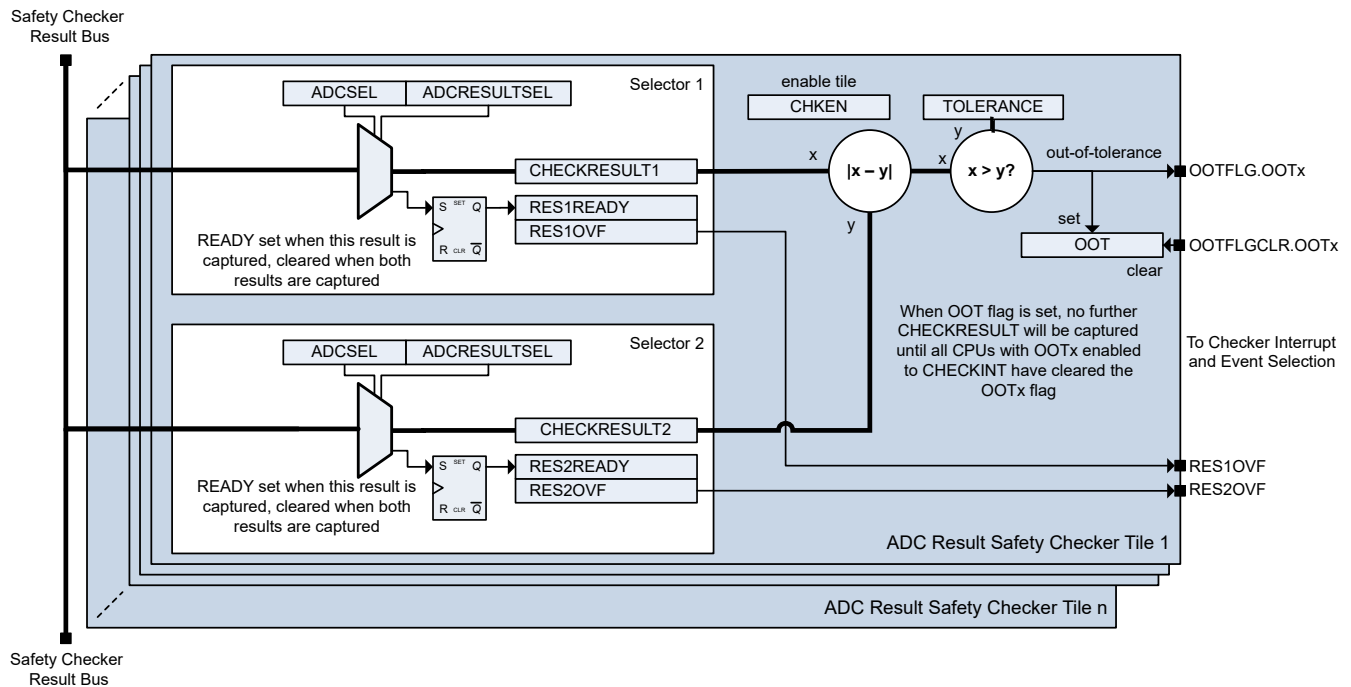 Safety Checker
Result Bus
Selector 1
ADCSEL
ADCRESULTSEL
CHECKRESULT1
S SET Q
R CLR Q
RES1READY
RES1OVF
READY set when this result is
captured, cleared when both
results are captured
enable tile
CHKEN
TOLERANCE
x
|x – y|
y
x
y
x > y?
out-of-tolerance
OOTFLG.OOTx
set
OOT
OOTFLGCLR.OOTx
clear
Selector 2
ADCSEL
ADCRESULTSEL
CHECKRESULT2
S SET Q
R CLR Q
RES2READY
RES2OVF
READY set when this result is
captured, cleared when both
results are captured
When OOT flag is set, no further
CHECKRESULT will be captured
until all CPUs with OOTx enabled
to CHECKINT have cleared the
OOTx flag
To Checker Interrupt
and Event Selection
RES1OVF
RES2OVF
ADC Result Safety Checker Tile 1
ADC Result Safety Checker Tile n
Safety Checker
Result Bus